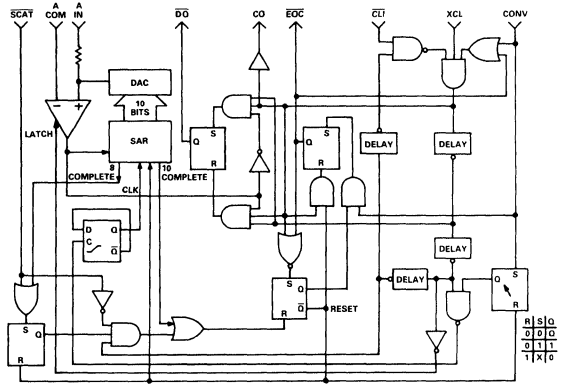 SCAT
A
COM
A
IN
DO
CO
EOC
CLI
XCL
CONV
DAC
10
BITS
LATCH
SAR
8
10
COMPLETE
COMPLETE
CLK
S
Q
R
Q
S
R
DELAY
DELAY
DELAY
DELAY
D
Q
C
Q
S
Q
Q
R
RESET
S
Q
R
S
Q
R
R S Q
0 0 Q
0 1 1
1 X 0